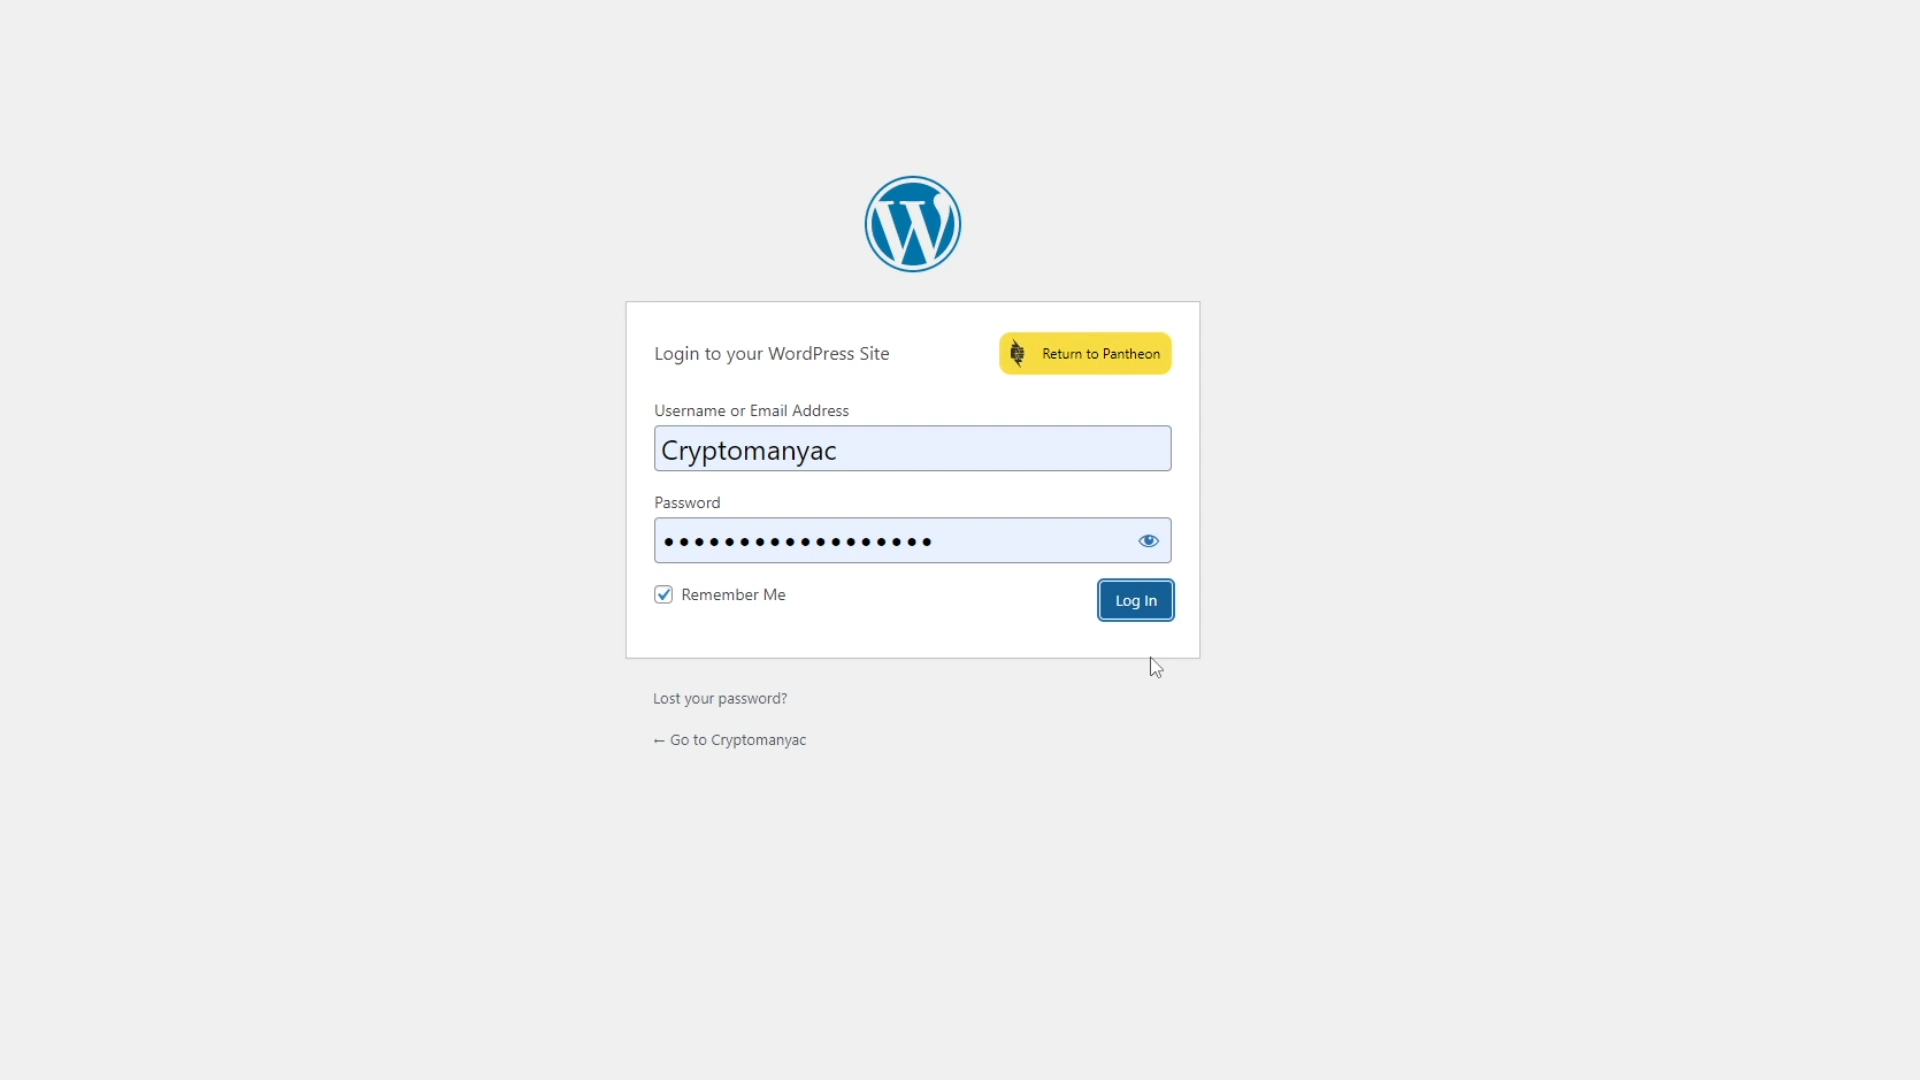 Login to your WordPress Site
Return to Pantheon
Username or Email Address
Cryptomanyac
Password
••••••••••••••••••
Remember Me
Log In
Lost your password?
← Go to Cryptomanyac